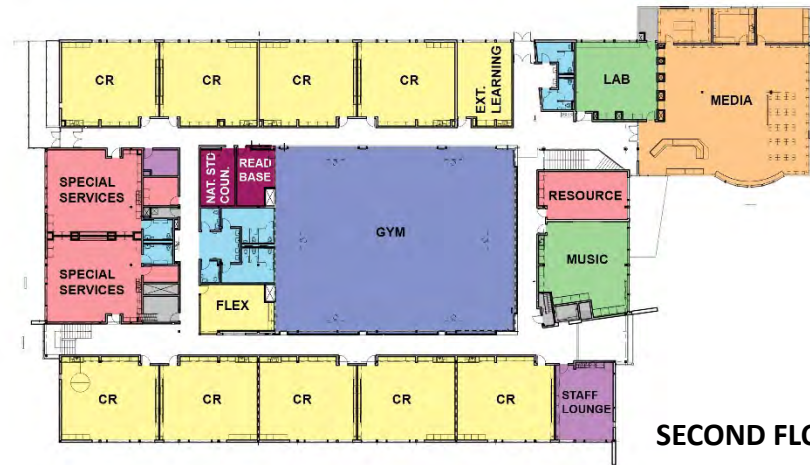 CR
CR
CR
CR
EXT.
LEARNING
LAB
MEDIA
SPECIAL
SERVICES
NAT. STD
COUN.
READ
BASE
GYM
RESOURCE
SPECIAL
SERVICES
MUSIC
FLEX
CR
CR
CR
CR
CR
STAFF
LOUNGE
SECOND FLO